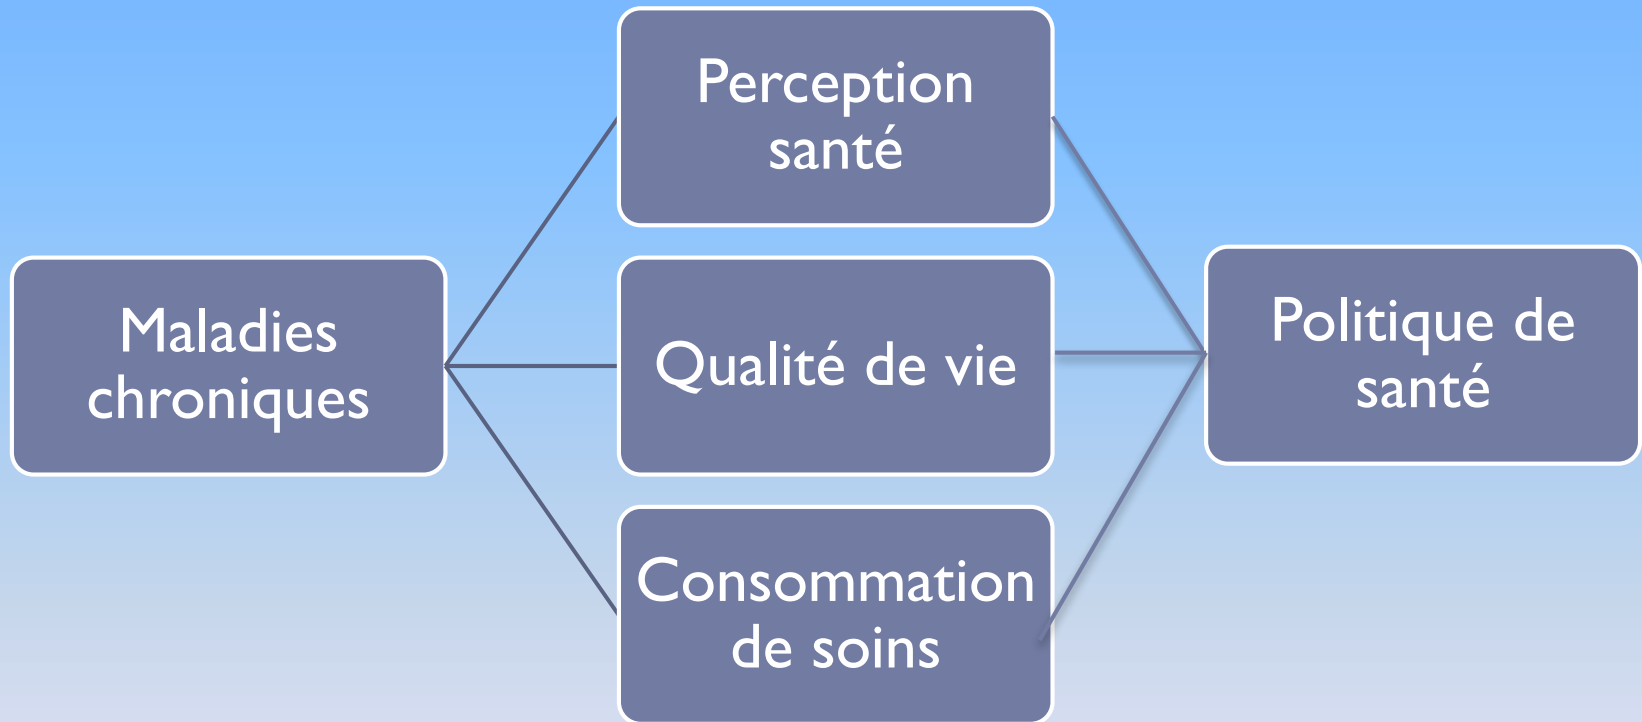 Perception
santé
Maladies
chroniques
Qualité de vie
Politique de
santé
Consommation
de soins